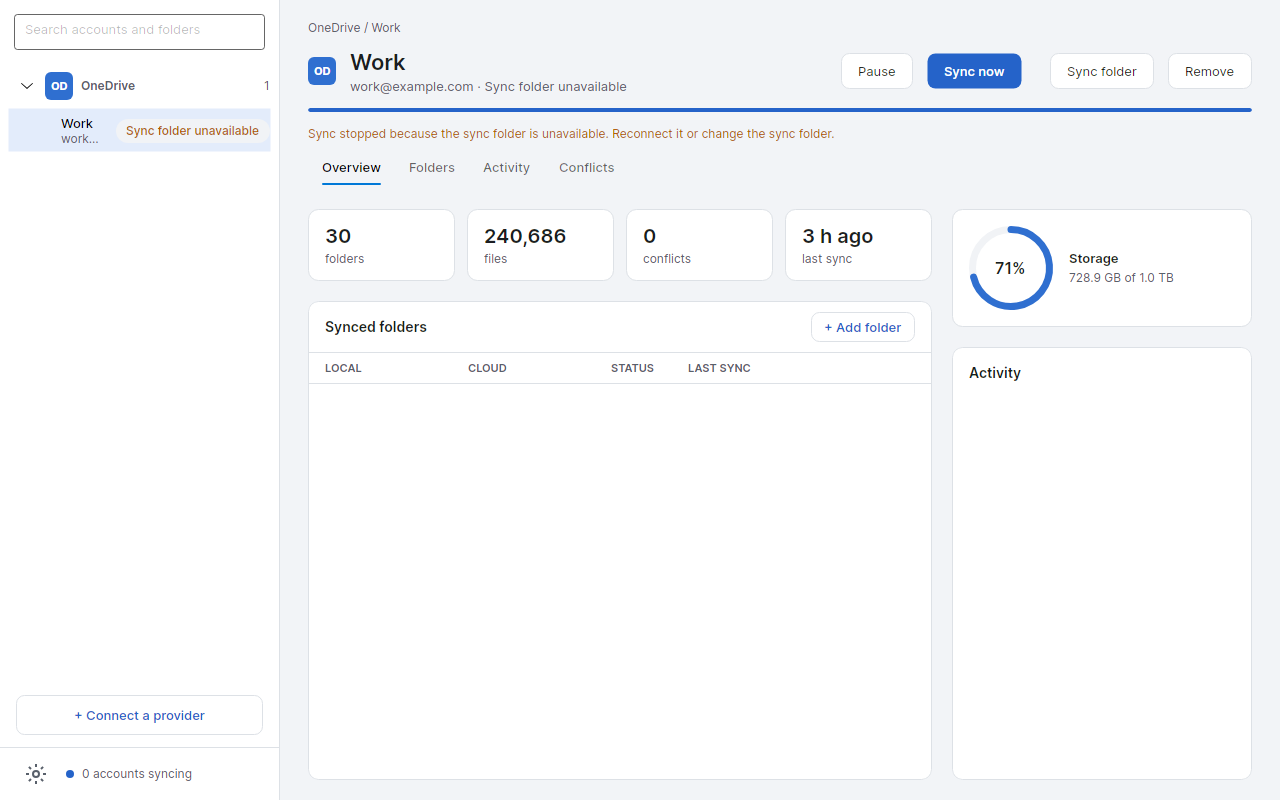 Search accounts and folders
OD OneDrive 1
Work
work...
Sync folder unavailable
+ Connect a provider
0 accounts syncing
OneDrive / Work
OD
Work
work@example.com · Sync folder unavailable
Pause
Sync now
Sync folder
Remove
Sync stopped because the sync folder is unavailable. Reconnect it or change the sync folder.
Overview Folders Activity Conflicts
30
folders
240,686
files
0
conflicts
3 h ago
last sync
Synced folders
+ Add folder
LOCAL CLOUD STATUS LAST SYNC
71%
Storage
728.9 GB of 1.0 TB
Activity